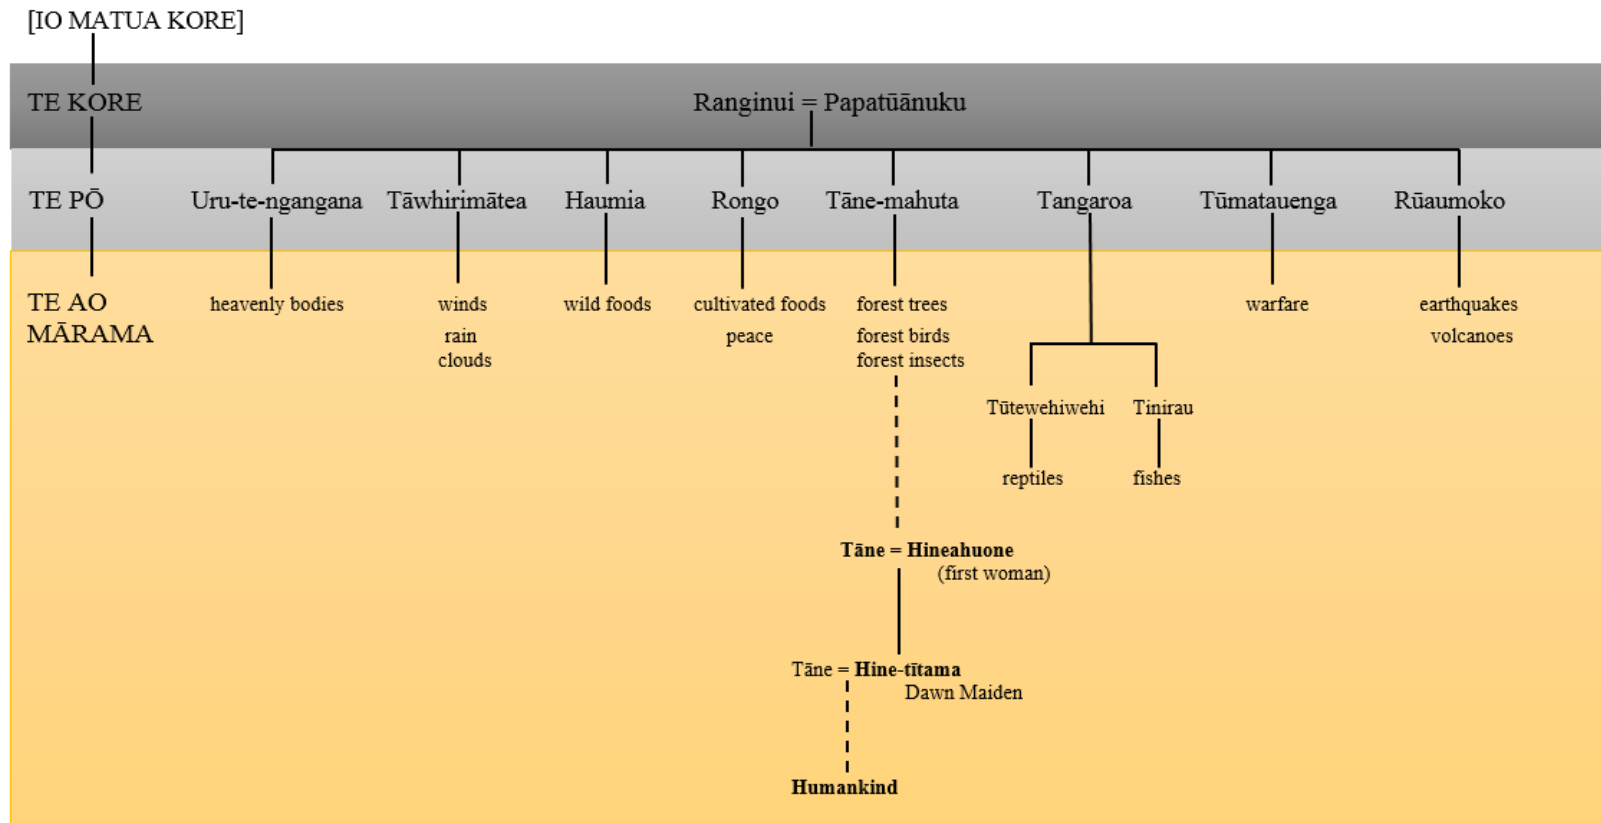 [IO MATUA KORE]
TE KORE
Ranginui = Papatūānuku
TE PŌ
Uru-te-ngangana
Tāwhirimātea
Haumia
Rongo
Tāne-mahuta
Tangaroa
Tūmatauenga
Rūaumoko
TE AO
MĀRAMA
heavenly bodies
winds
rain
clouds
wild foods
cultivated foods
peace
forest trees
forest birds
forest insects
warfare
earthquakes
volcanoes
Tūtewehiwehi
Tinirau
reptiles
fishes
Tāne = Hineahuone
(first woman)
Tāne = Hine-tītama
Dawn Maiden
Humankind